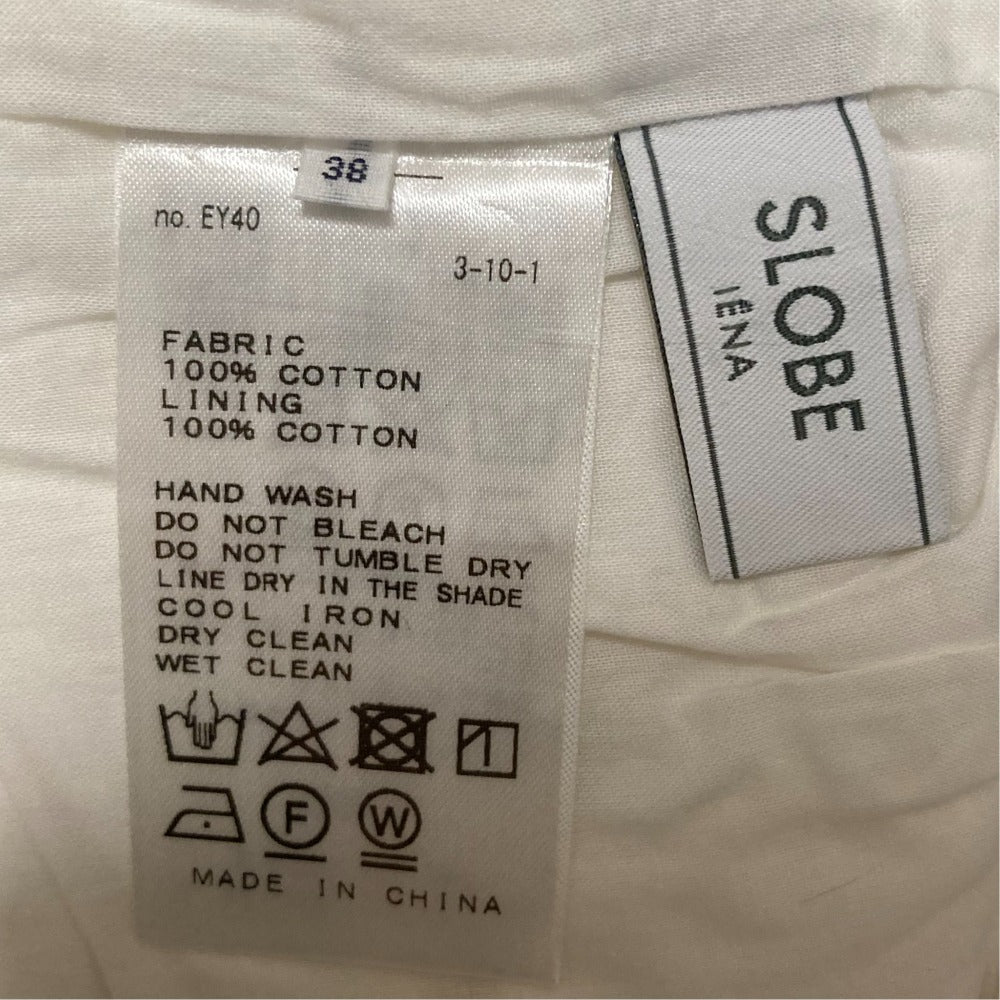 38
no. EY40
3-10-1
FABRIC
100% COTTON
LINING
100% COTTON
HAND WASH
DO NOT BLEACH
DO NOT TUMBLE DRY
LINE DRY IN THE SHADE
COOL IRON
DRY CLEAN
WET CLEAN
F W
MADE IN CHINA
SLOBE
IÉNA